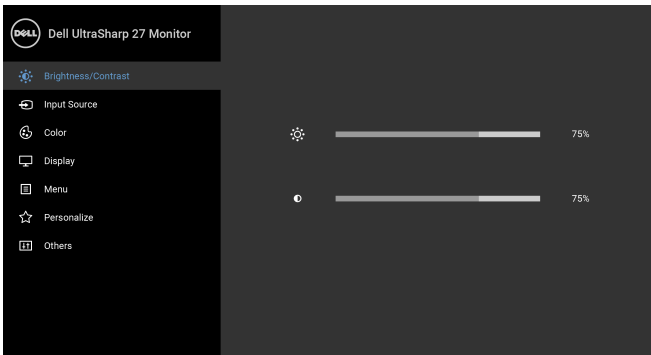 DELL Dell UltraSharp 27 Monitor
Brightness/Contrast
Input Source
Color
75%
Display
Menu
75%
Personalize
Others